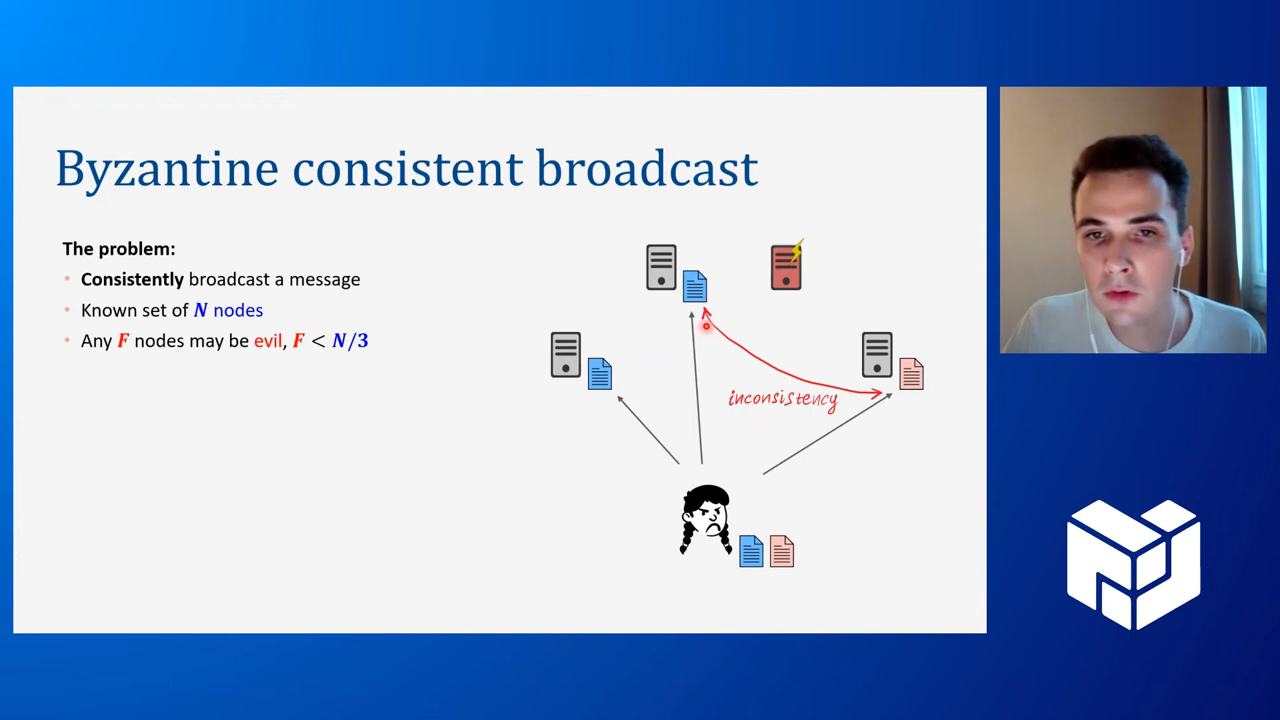 Byzantine consistent broadcast
The problem:
Consistently broadcast a message
Known set of N nodes
Any F nodes may be evil, F < N/3
inconsistency